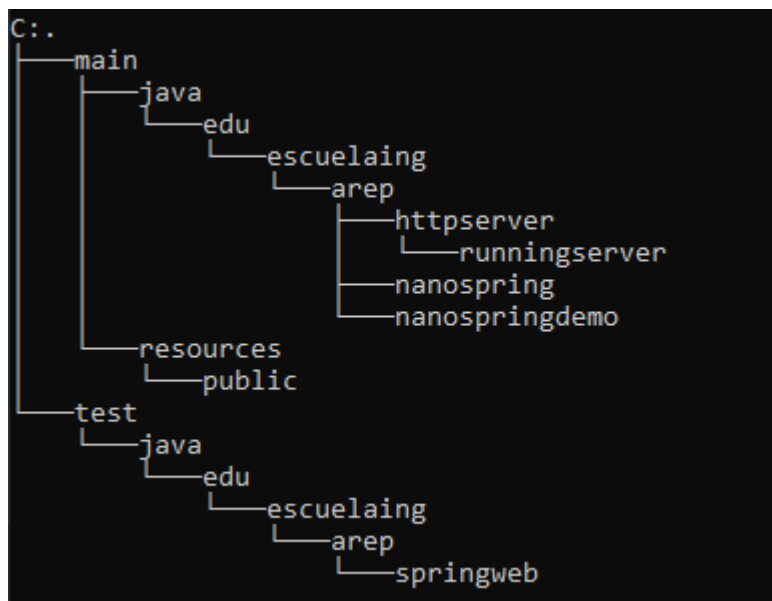 C:.
├───main
│   ├───java
│   │   └───edu
│   │       └───escuelaing
│   │           └───arep
│   │               ├───httpserver
│   │               │   └───runningserver
│   │               ├───nanospring
│   │               └───nanospringdemo
│   └───resources
│       └───public
└───test
    └───java
        └───edu
            └───escuelaing
                └───arep
                    └───springweb